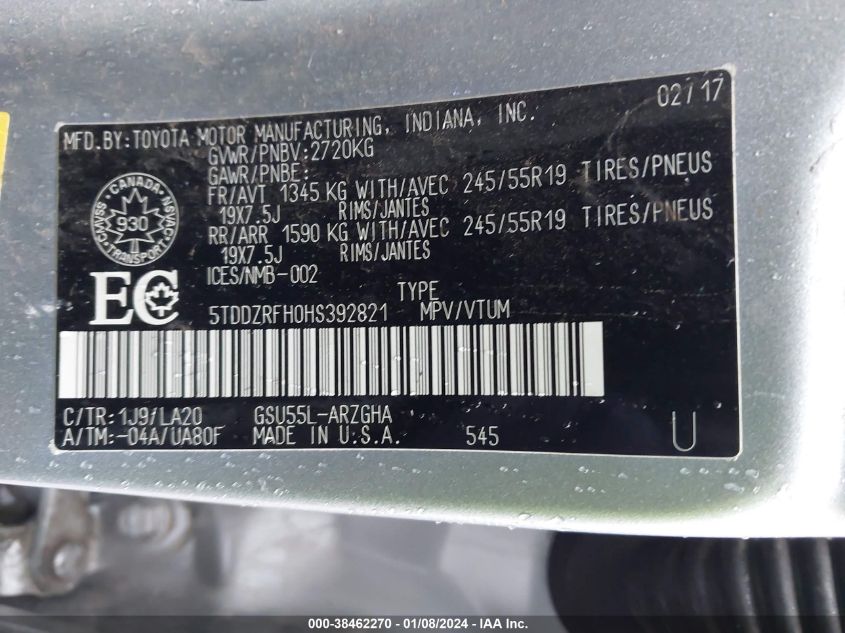 MFD.BY:TOYOTA MOTOR MANUFACTURING, INDIANA, INC. 02/17
GVWR/PNBV:2720KG
GAWR/PNBE:
FR/AVT 1345 KG WITH/AVEC 245/55R19 TIRES/PNEUS
19X7.5J RIMS/JANTES
RR/ARR 1590 KG WITH/AVEC 245/55R19 TIRES/PNEUS
19X7.5J RIMS/JANTES
ICES/NMB-002
CANADA
CMVSS NSVAC
930
TRANSPORT
EC
TYPE
5TDDZRFH0HS392821 MPV/VTUM
C/TR:1J9/LA20 GSU55L-ARZGHA
A/TM:-04A/UA80F MADE IN U.S.A. 545 U
000-38462270 - 01/08/2024 - IAA Inc.